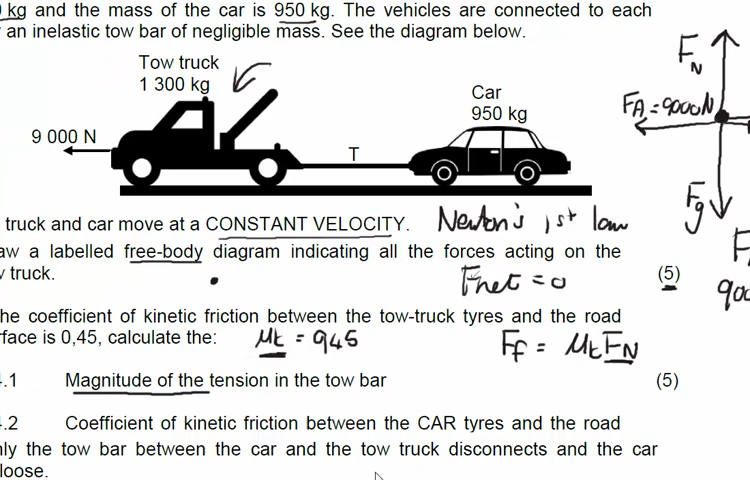 kg and the mass of the car is 950 kg. The vehicles are connected to each
an inelastic tow bar of negligible mass. See the diagram below.
Tow truck
1 300 kg
Car
950 kg
9 000 N
T
F_N
F_A = 9000N
F_g
truck and car move at a CONSTANT VELOCITY. Newton's 1st law
aw a labelled free-body diagram indicating all the forces acting on the
truck. Fnet = 0 (5)
900
he coefficient of kinetic friction between the tow-truck tyres and the road
rface is 0,45, calculate the: μk = 0,45 Ff = μk FN
.1 Magnitude of the tension in the tow bar (5)
.2 Coefficient of kinetic friction between the CAR tyres and the road
nly the tow bar between the car and the tow truck disconnects and the car
loose.